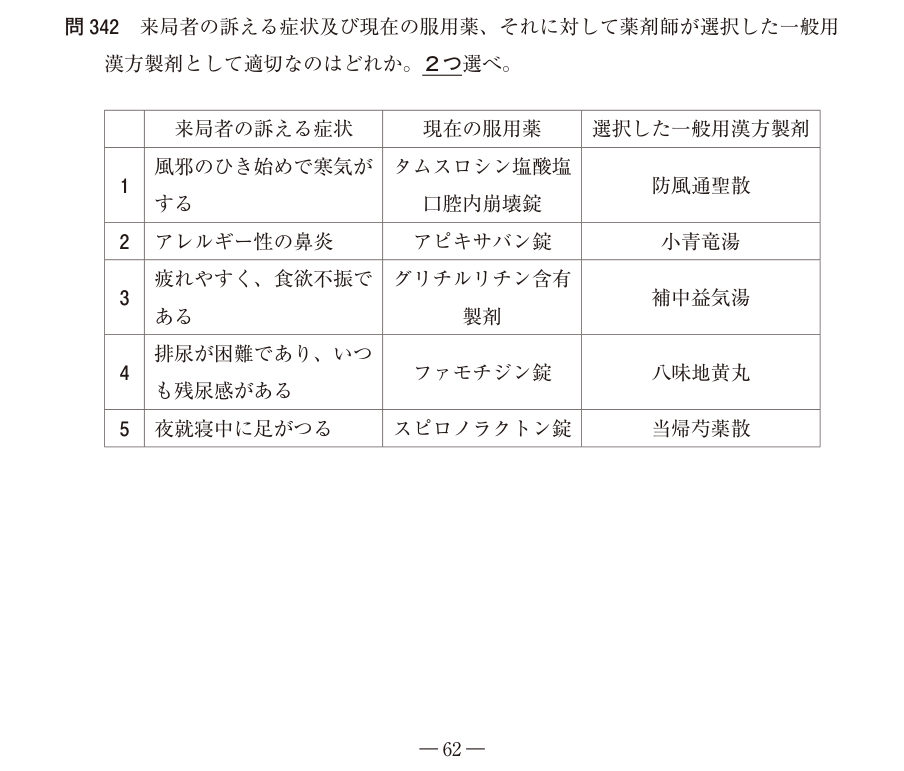 問 342 来局者の訴える症状及び現在の服用薬、それに対して薬剤師が選択した一般用
漢方製剤として適切なのはどれか。２つ選べ。
来局者の訴える症状 現在の服用薬 選択した一般用漢方製剤
1 風邪のひき始めで寒気が タムスロシン塩酸塩 防風通聖散
する 口腔内崩壊錠
2 アレルギー性の鼻炎 アピキサバン錠 小青竜湯
3 疲れやすく、食欲不振で グリチルリチン含有 補中益気湯
ある 製剤
4 排尿が困難であり、いつ ファモチジン錠 八味地黄丸
も残尿感がある
5 夜就寝中に足がつる スピロノラクトン錠 当帰芍薬散
— 62 —